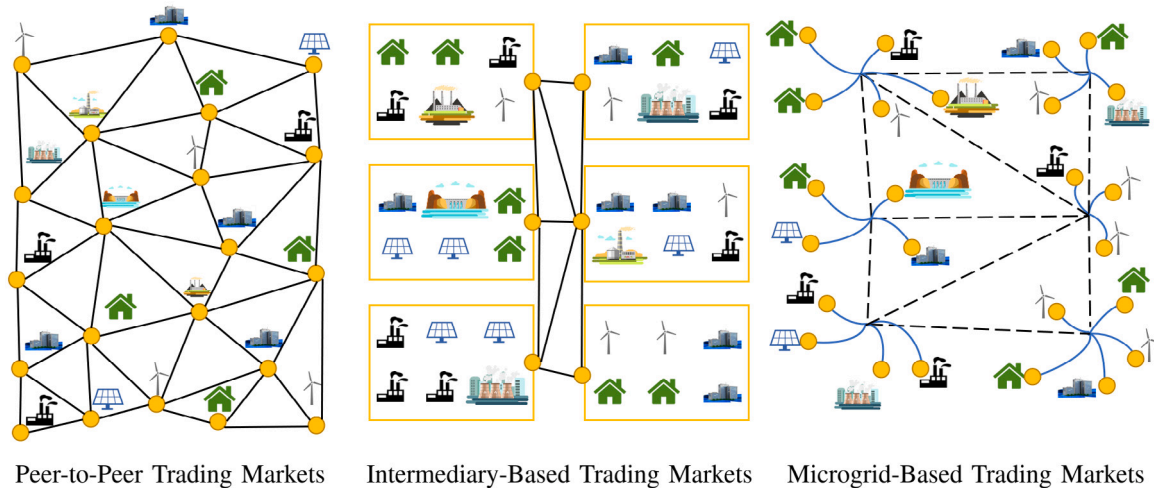 Peer-to-Peer Trading Markets
Intermediary-Based Trading Markets
Microgrid-Based Trading Markets